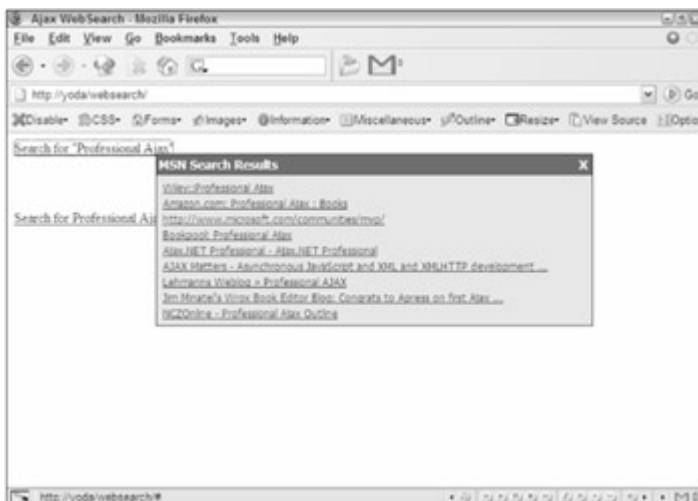 Ajax WebSearch - Mozilla Firefox
File Edit View Go Bookmarks Tools Help
G.
http://yoda/websearch/
Go
Disable CSS Forms Images Information Miscellaneous Outline Resize View Source Optio
Search for "Professional Ajax"
MSN Search Results X
Wiley::Professional Ajax
Amazon.com: Professional Ajax : Books
Search for Professional Aj
http://www.microsoft.com/communities/mvp/
Bookpool: Professional Ajax
Ajax.NET Professional - Ajax.NET Professional
AJAX Matters - Asynchronous JavaScript and XML and XMLHTTP development ...
Lehmanns Weblog » Professional AJAX
Jim Minatel's Wrox Book Editor Blog: Congrats to Apress on first Ajax ...
NCZOnline - Professional Ajax Outline
http://yoda/websearch/#